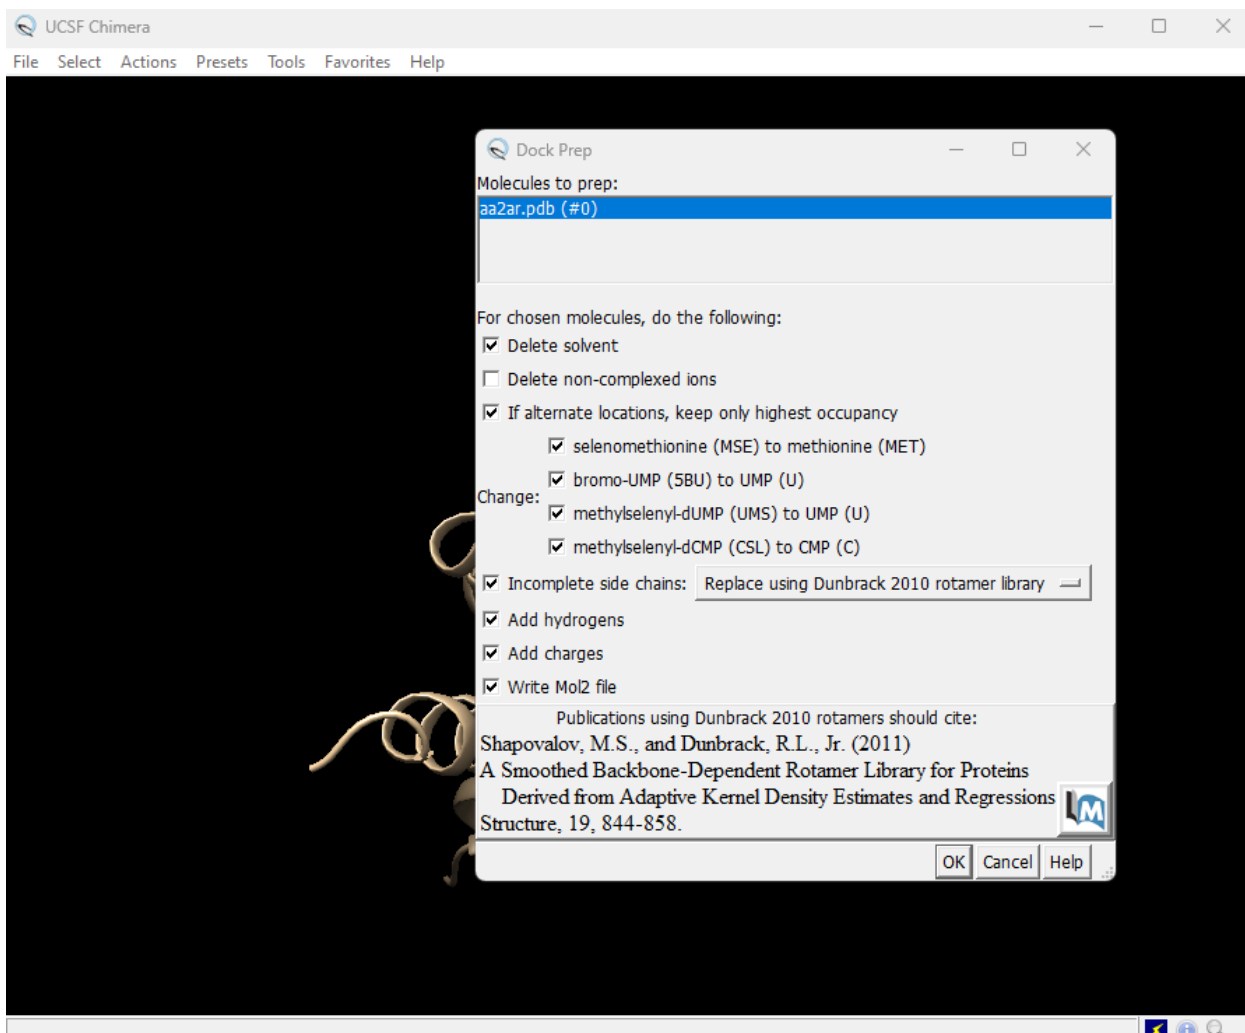 UCSF Chimera
File Select Actions Presets Tools Favorites Help
Dock Prep
Molecules to prep:
aa2ar.pdb (#0)
For chosen molecules, do the following:
Delete solvent
Delete non-complexed ions
If alternate locations, keep only highest occupancy
Change:
selenomethionine (MSE) to methionine (MET)
bromo-UMP (5BU) to UMP (U)
methylselenyl-dUMP (UMS) to UMP (U)
methylselenyl-dCMP (CSL) to CMP (C)
Incomplete side chains: Replace using Dunbrack 2010 rotamer library
Add hydrogens
Add charges
Write Mol2 file
Publications using Dunbrack 2010 rotamers should cite:
Shapovalov, M.S., and Dunbrack, R.L., Jr. (2011)
A Smoothed Backbone-Dependent Rotamer Library for Proteins
Derived from Adaptive Kernel Density Estimates and Regressions
Structure, 19, 844-858.
OK Cancel Help